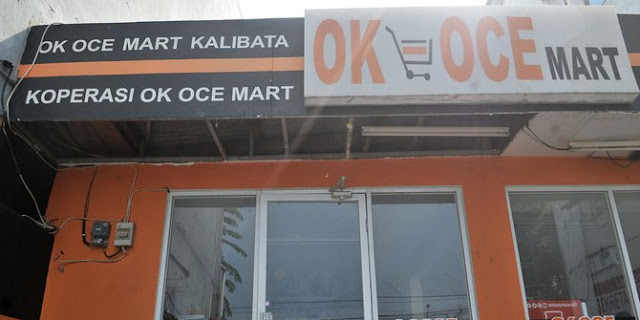 OK OCE MART KALIBATA
KOPERASI OK OCE MART
OK OCE MART